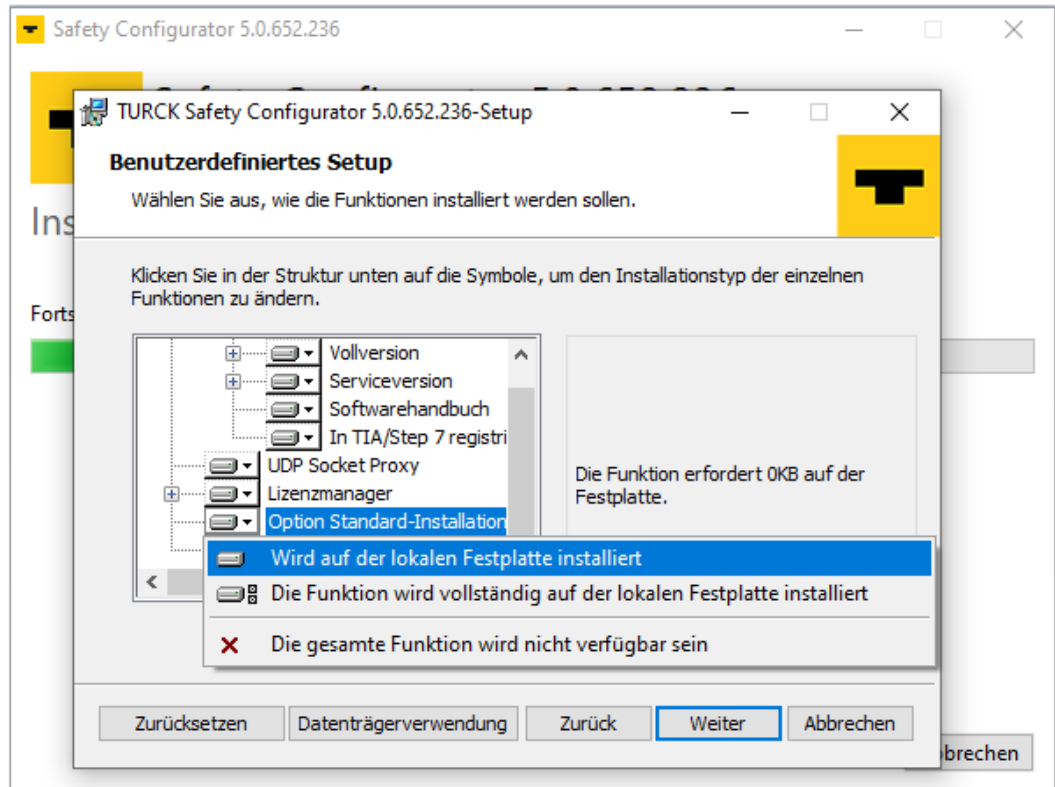 Safety Configurator 5.0.652.236
TURCK Safety Configurator 5.0.652.236-Setup
Benutzerdefiniertes Setup
Wählen Sie aus, wie die Funktionen installiert werden sollen.
Ins
Klicken Sie in der Struktur unten auf die Symbole, um den Installationstyp der einzelnen
Funktionen zu ändern.
Forts
Vollversion
Serviceversion
Softwarehandbuch
In TIA/Step 7 registri
UDP Socket Proxy
Lizenzmanager
Option Standard-Installation
Die Funktion erfordert 0KB auf der
Festplatte.
Wird auf der lokalen Festplatte installiert
Die Funktion wird vollständig auf der lokalen Festplatte installiert
Die gesamte Funktion wird nicht verfügbar sein
Zurücksetzen
Datenträgerverwendung
Zurück
Weiter
Abbrechen
bbrechen